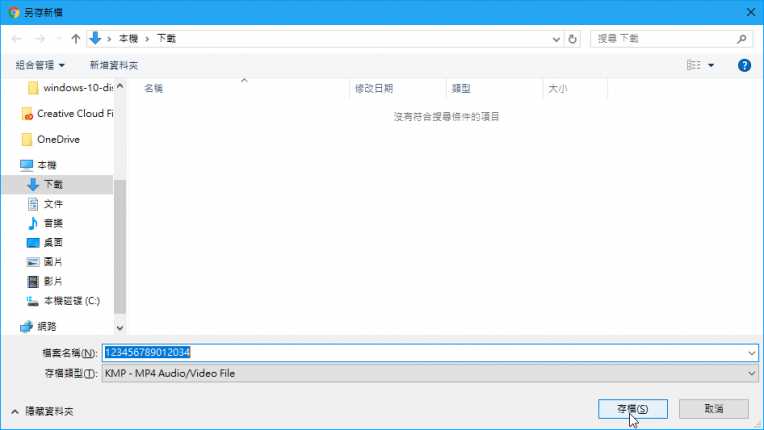 另存新檔
本機 › 下載
搜尋 下載
組合管理 新增資料夾
名稱 修改日期 類型 大小
沒有符合搜尋條件的項目
windows-10-dis
Creative Cloud Fi
OneDrive
本機
下載
文件
音樂
桌面
圖片
影片
本機磁碟 (C:)
網路
檔案名稱(N): 123456789012034
存檔類型(T): KMP - MP4 Audio/Video File
隱藏資料夾 存檔(S) 取消